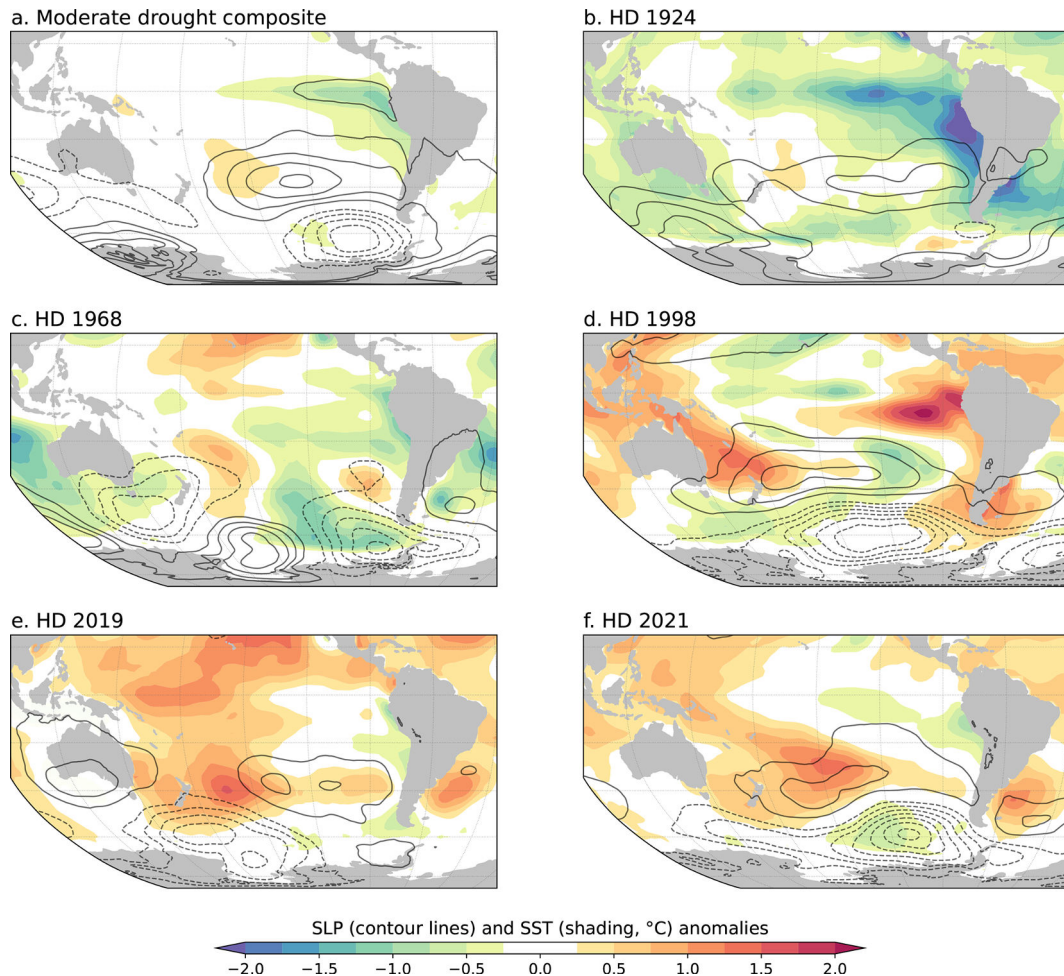 a. Moderate drought composite
b. HD 1924
c. HD 1968
d. HD 1998
e. HD 2019
f. HD 2021
SLP (contour lines) and SST (shading, °C) anomalies
−2.0 −1.5 −1.0 −0.5 0.0 0.5 1.0 1.5 2.0